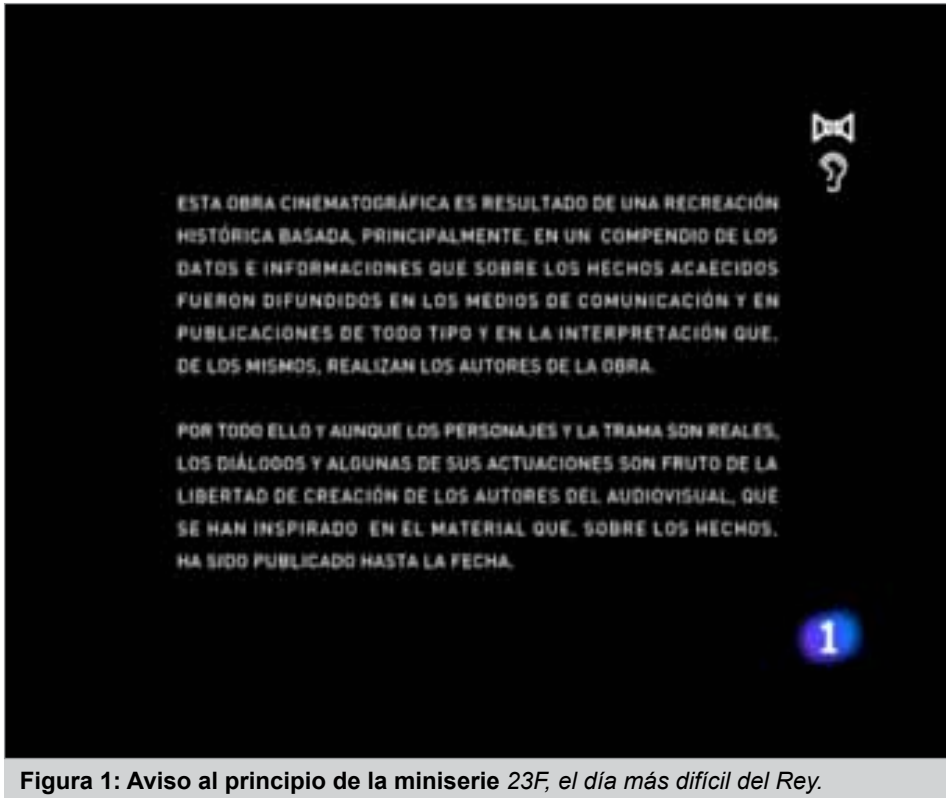 ESTA OBRA CINEMATOGRÁFICA ES RESULTADO DE UNA RECREACIÓN
HISTÓRICA BASADA, PRINCIPALMENTE, EN UN COMPENDIO DE LOS
DATOS E INFORMACIONES QUE SOBRE LOS HECHOS ACAECIDOS
FUERON DIFUNDIDOS EN LOS MEDIOS DE COMUNICACIÓN Y EN
PUBLICACIONES DE TODO TIPO Y EN LA INTERPRETACIÓN QUE,
DE LOS MISMOS, REALIZAN LOS AUTORES DE LA OBRA.
POR TODO ELLO Y AUNQUE LOS PERSONAJES Y LA TRAMA SON REALES,
LOS DIÁLOGOS Y ALGUNAS DE SUS ACTUACIONES SON FRUTO DE LA
LIBERTAD DE CREACIÓN DE LOS AUTORES DEL AUDIOVISUAL, QUE
SE HAN INSPIRADO EN EL MATERIAL QUE, SOBRE LOS HECHOS,
HA SIDO PUBLICADO HASTA LA FECHA.
1
Figura 1: Aviso al principio de la miniserie 23F, el día más difícil del Rey.